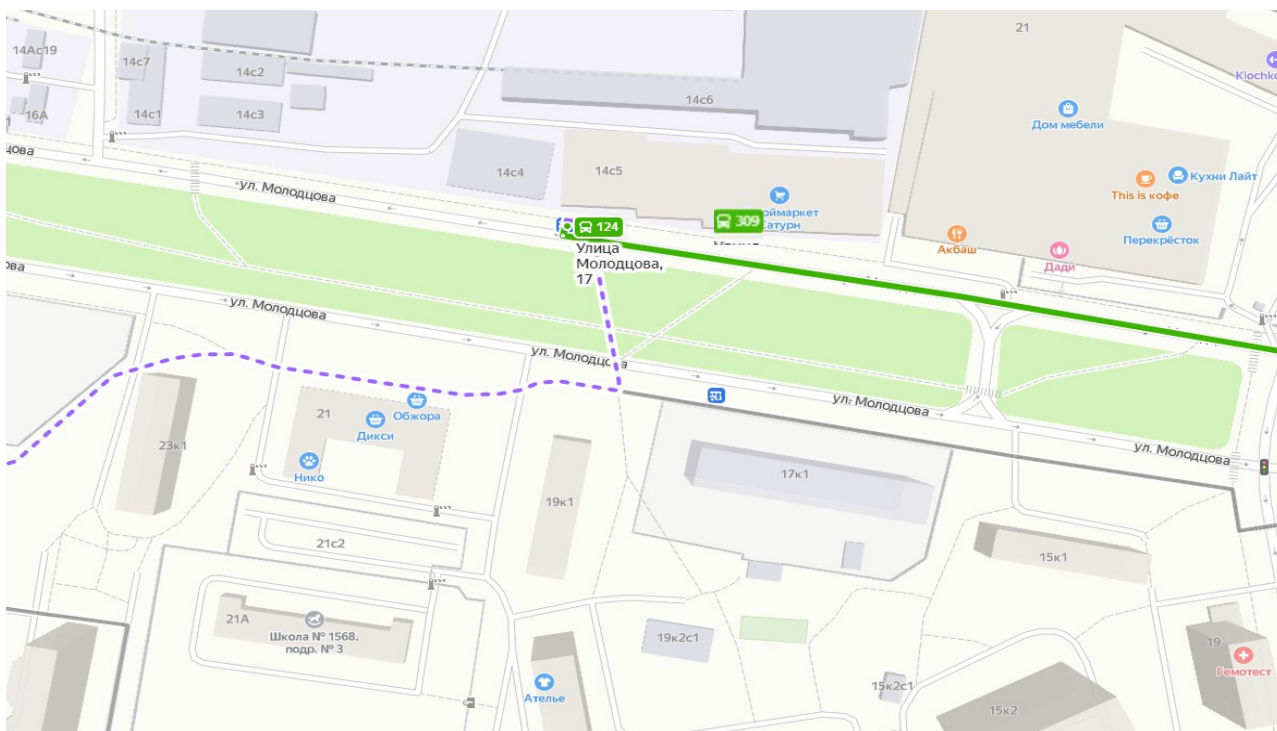 21
14Ас19
14с7
14с2
Klochko
14с6
14с1
14с3
16А
Дом мебели
ул. Молодцова
14с4
14с5
This is кофе
Кухни Лайт
Перекрёсток
124
309
Акбаш
Дади
Улица
Молодцова,
17
ул. Молодцова
ул. Молодцова
ул. Молодцова
ул. Молодцова
21
Обжора
Дикси
23к1
Нико
17к1
19к1
21с2
15к1
21А
Школа № 1568,
подр. № 3
19к2с1
19
Гемотест
15к2с1
Ателье
15к2